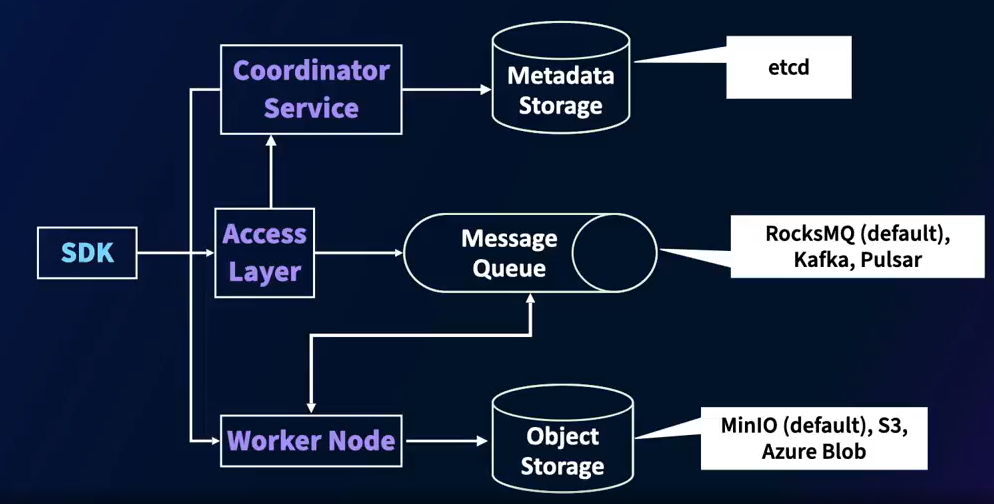 Coordinator
Service
Metadata
Storage
etcd
SDK
Access
Layer
Message
Queue
RocksMQ (default),
Kafka, Pulsar
Worker Node
Object
Storage
MinIO (default), S3,
Azure Blob